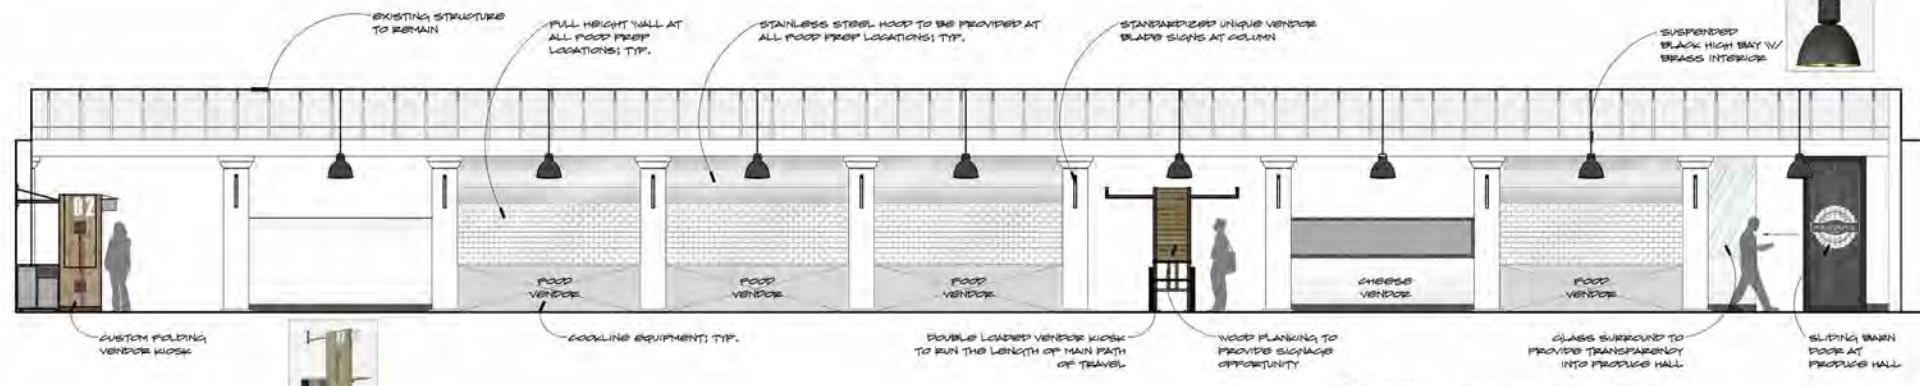 EXISTING STRUCTURE
TO REMAIN
FULL HEIGHT WALL AT
ALL FOOD PREP
LOCATIONS; TYP.
STAINLESS STEEL HOOD TO BE PROVIDED AT
ALL FOOD PREP LOCATIONS; TYP.
STANDARDIZED UNIQUE VENDOR
BLADE SIGNS AT COLUMN
SUSPENDED
BLACK HIGH BAY W/
BRASS INTERIOR
02
FOOD
VENDOR
FOOD
VENDOR
FOOD
VENDOR
CHEESE
VENDOR
FOOD
VENDOR
PRODUCE
CUSTOM FOLDING
VENDOR KIOSK
COOKLINE EQUIPMENT; TYP.
DOUBLE LOADED VENDOR KIOSK
TO RUN THE LENGTH OF MAIN PATH
OF TRAVEL
WOOD PLANKING TO
PROVIDE SIGNAGE
OPPORTUNITY
GLASS SURROUND TO
PROVIDE TRANSPARENCY
INTO PRODUCE HALL
SLIDING BARN
DOOR AT
PRODUCE HALL